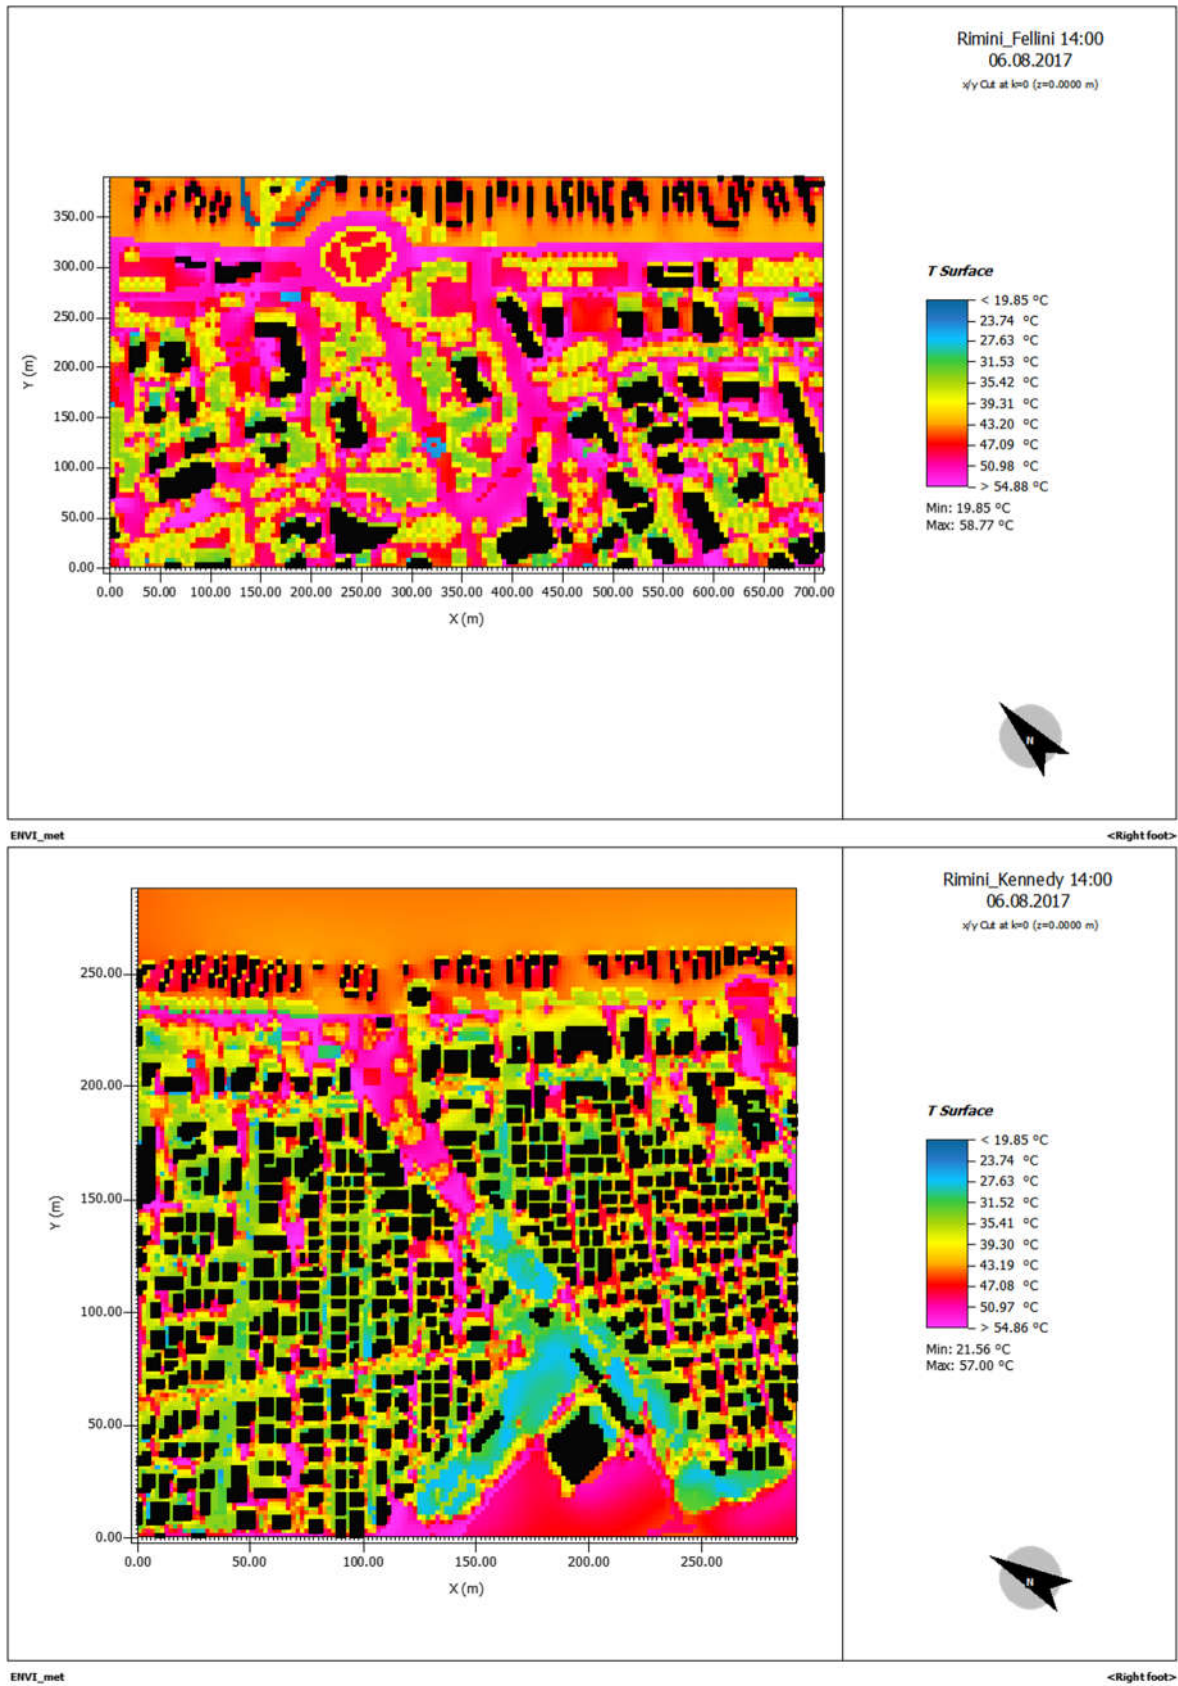 Rimini_Fellini 14:00
06.08.2017
x/y Cut at k=0 (z=0.0000 m)
350.00
300.00
250.00
200.00
150.00
100.00
50.00
0.00
Y (m)
0.00 50.00 100.00 150.00 200.00 250.00 300.00 350.00 400.00 450.00 500.00 550.00 600.00 650.00 700.00
X (m)
T Surface
< 19.85 °C
23.74 °C
27.63 °C
31.53 °C
35.42 °C
39.31 °C
43.20 °C
47.09 °C
50.98 °C
> 54.88 °C
Min: 19.85 °C
Max: 58.77 °C
N
ENVI_met <Right foot>
Rimini_Kennedy 14:00
06.08.2017
x/y Cut at k=0 (z=0.0000 m)
250.00
200.00
150.00
100.00
50.00
0.00
Y (m)
0.00 50.00 100.00 150.00 200.00 250.00
X (m)
T Surface
< 19.85 °C
23.74 °C
27.63 °C
31.52 °C
35.41 °C
39.30 °C
43.19 °C
47.08 °C
50.97 °C
> 54.86 °C
Min: 21.56 °C
Max: 57.00 °C
N
ENVI_met <Right foot>